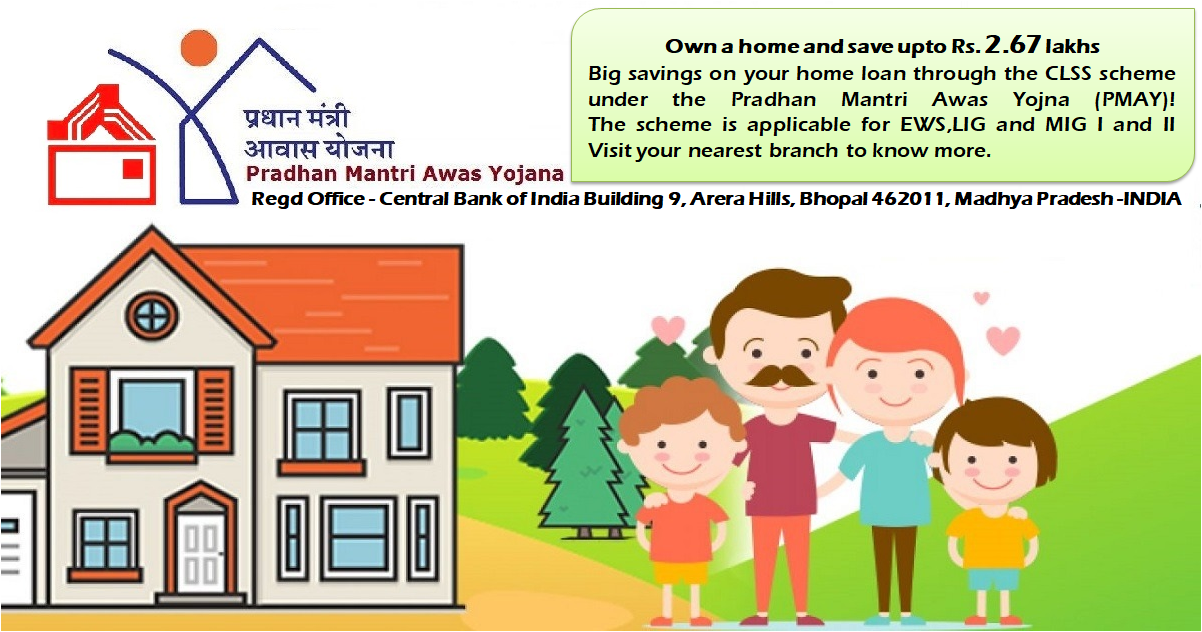 Own a home and save upto Rs. 2.67 lakhs
Big savings on your home loan through the CLSS scheme
under the Pradhan Mantri Awas Yojna (PMAY)!
The scheme is applicable for EWS,LIG and MIG I and II
Visit your nearest branch to know more.
प्रधान मंत्री
आवास योजना
Pradhan Mantri Awas Yojana
Regd Office - Central Bank of India Building 9, Arera Hills, Bhopal 462011, Madhya Pradesh -INDIA